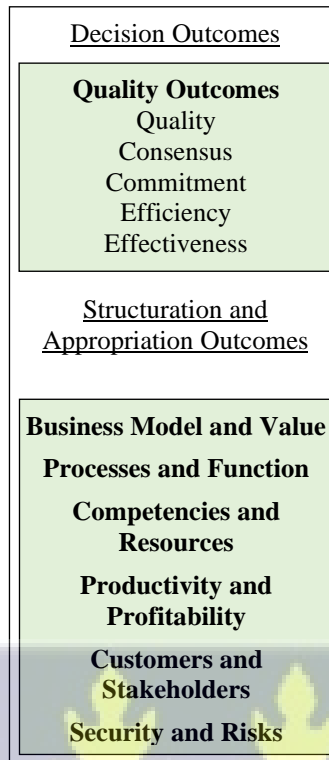 Decision Outcomes
Quality Outcomes
Quality
Consensus
Commitment
Efficiency
Effectiveness
Structuration and
Appropriation Outcomes
Business Model and Value
Processes and Function
Competencies and
Resources
Productivity and
Profitability
Customers and
Stakeholders
Security and Risks